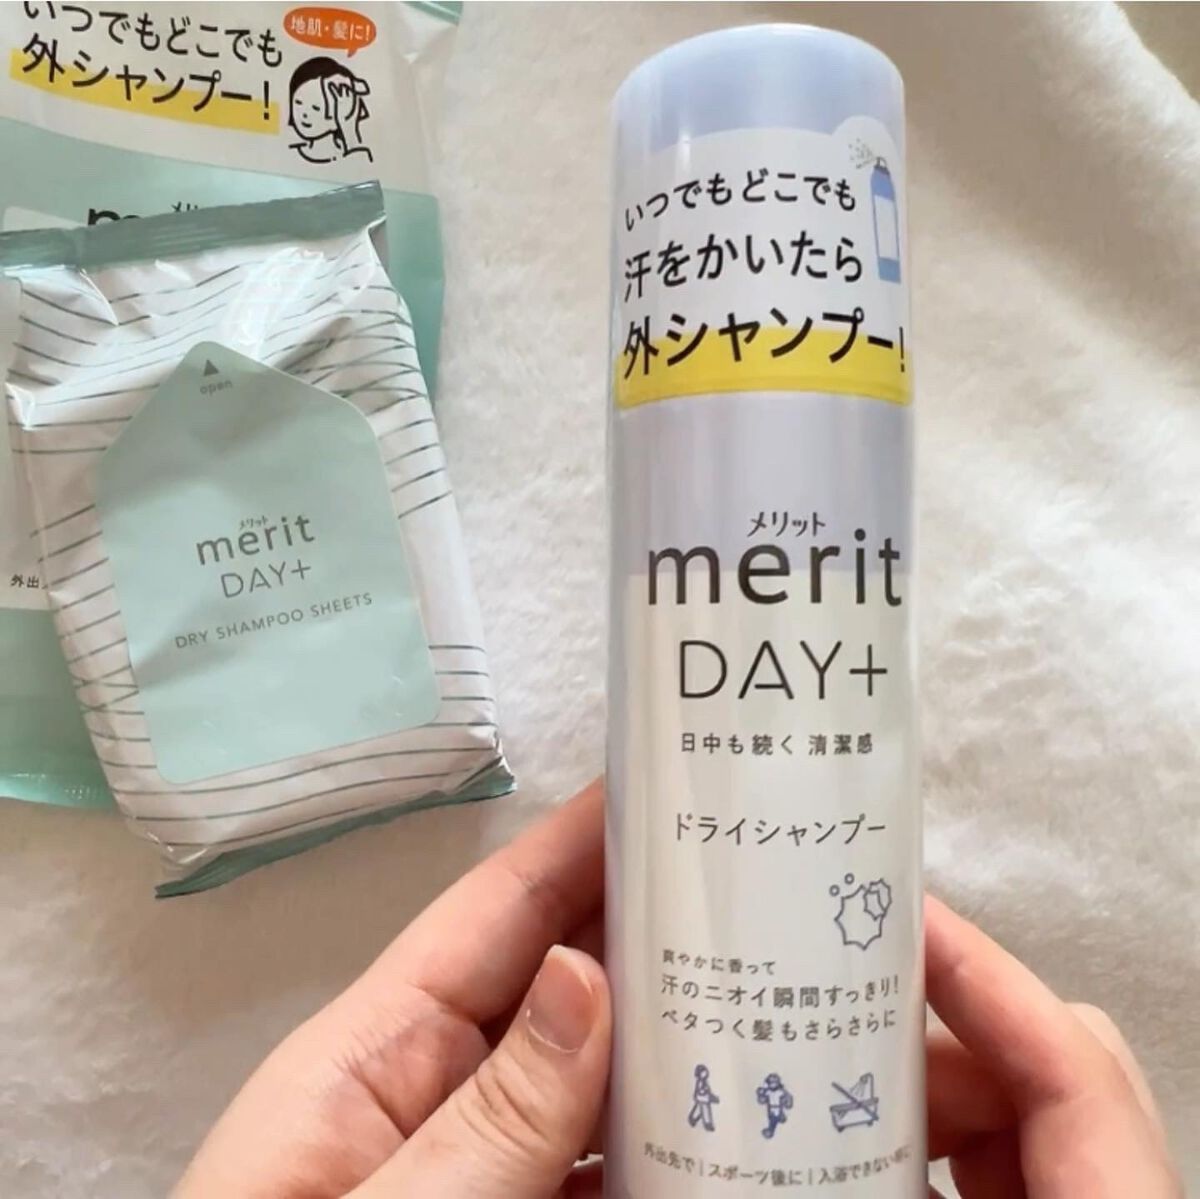 いつでもどこでも
外シャンプー!
地肌・髪に!
メリッ
外出
open
メリット
merit
DAY+
DRY SHAMPOO SHEETS
いつでもどこでも
汗をかいたら
外シャンプー!
メリット
merit
DAY+
日中も続く 清潔感
ドライシャンプー
爽やかに香って
汗のニオイ瞬間すっきり!
ベタつく髪もさらさらに
外出先で|スポーツ後に|入浴できない時に